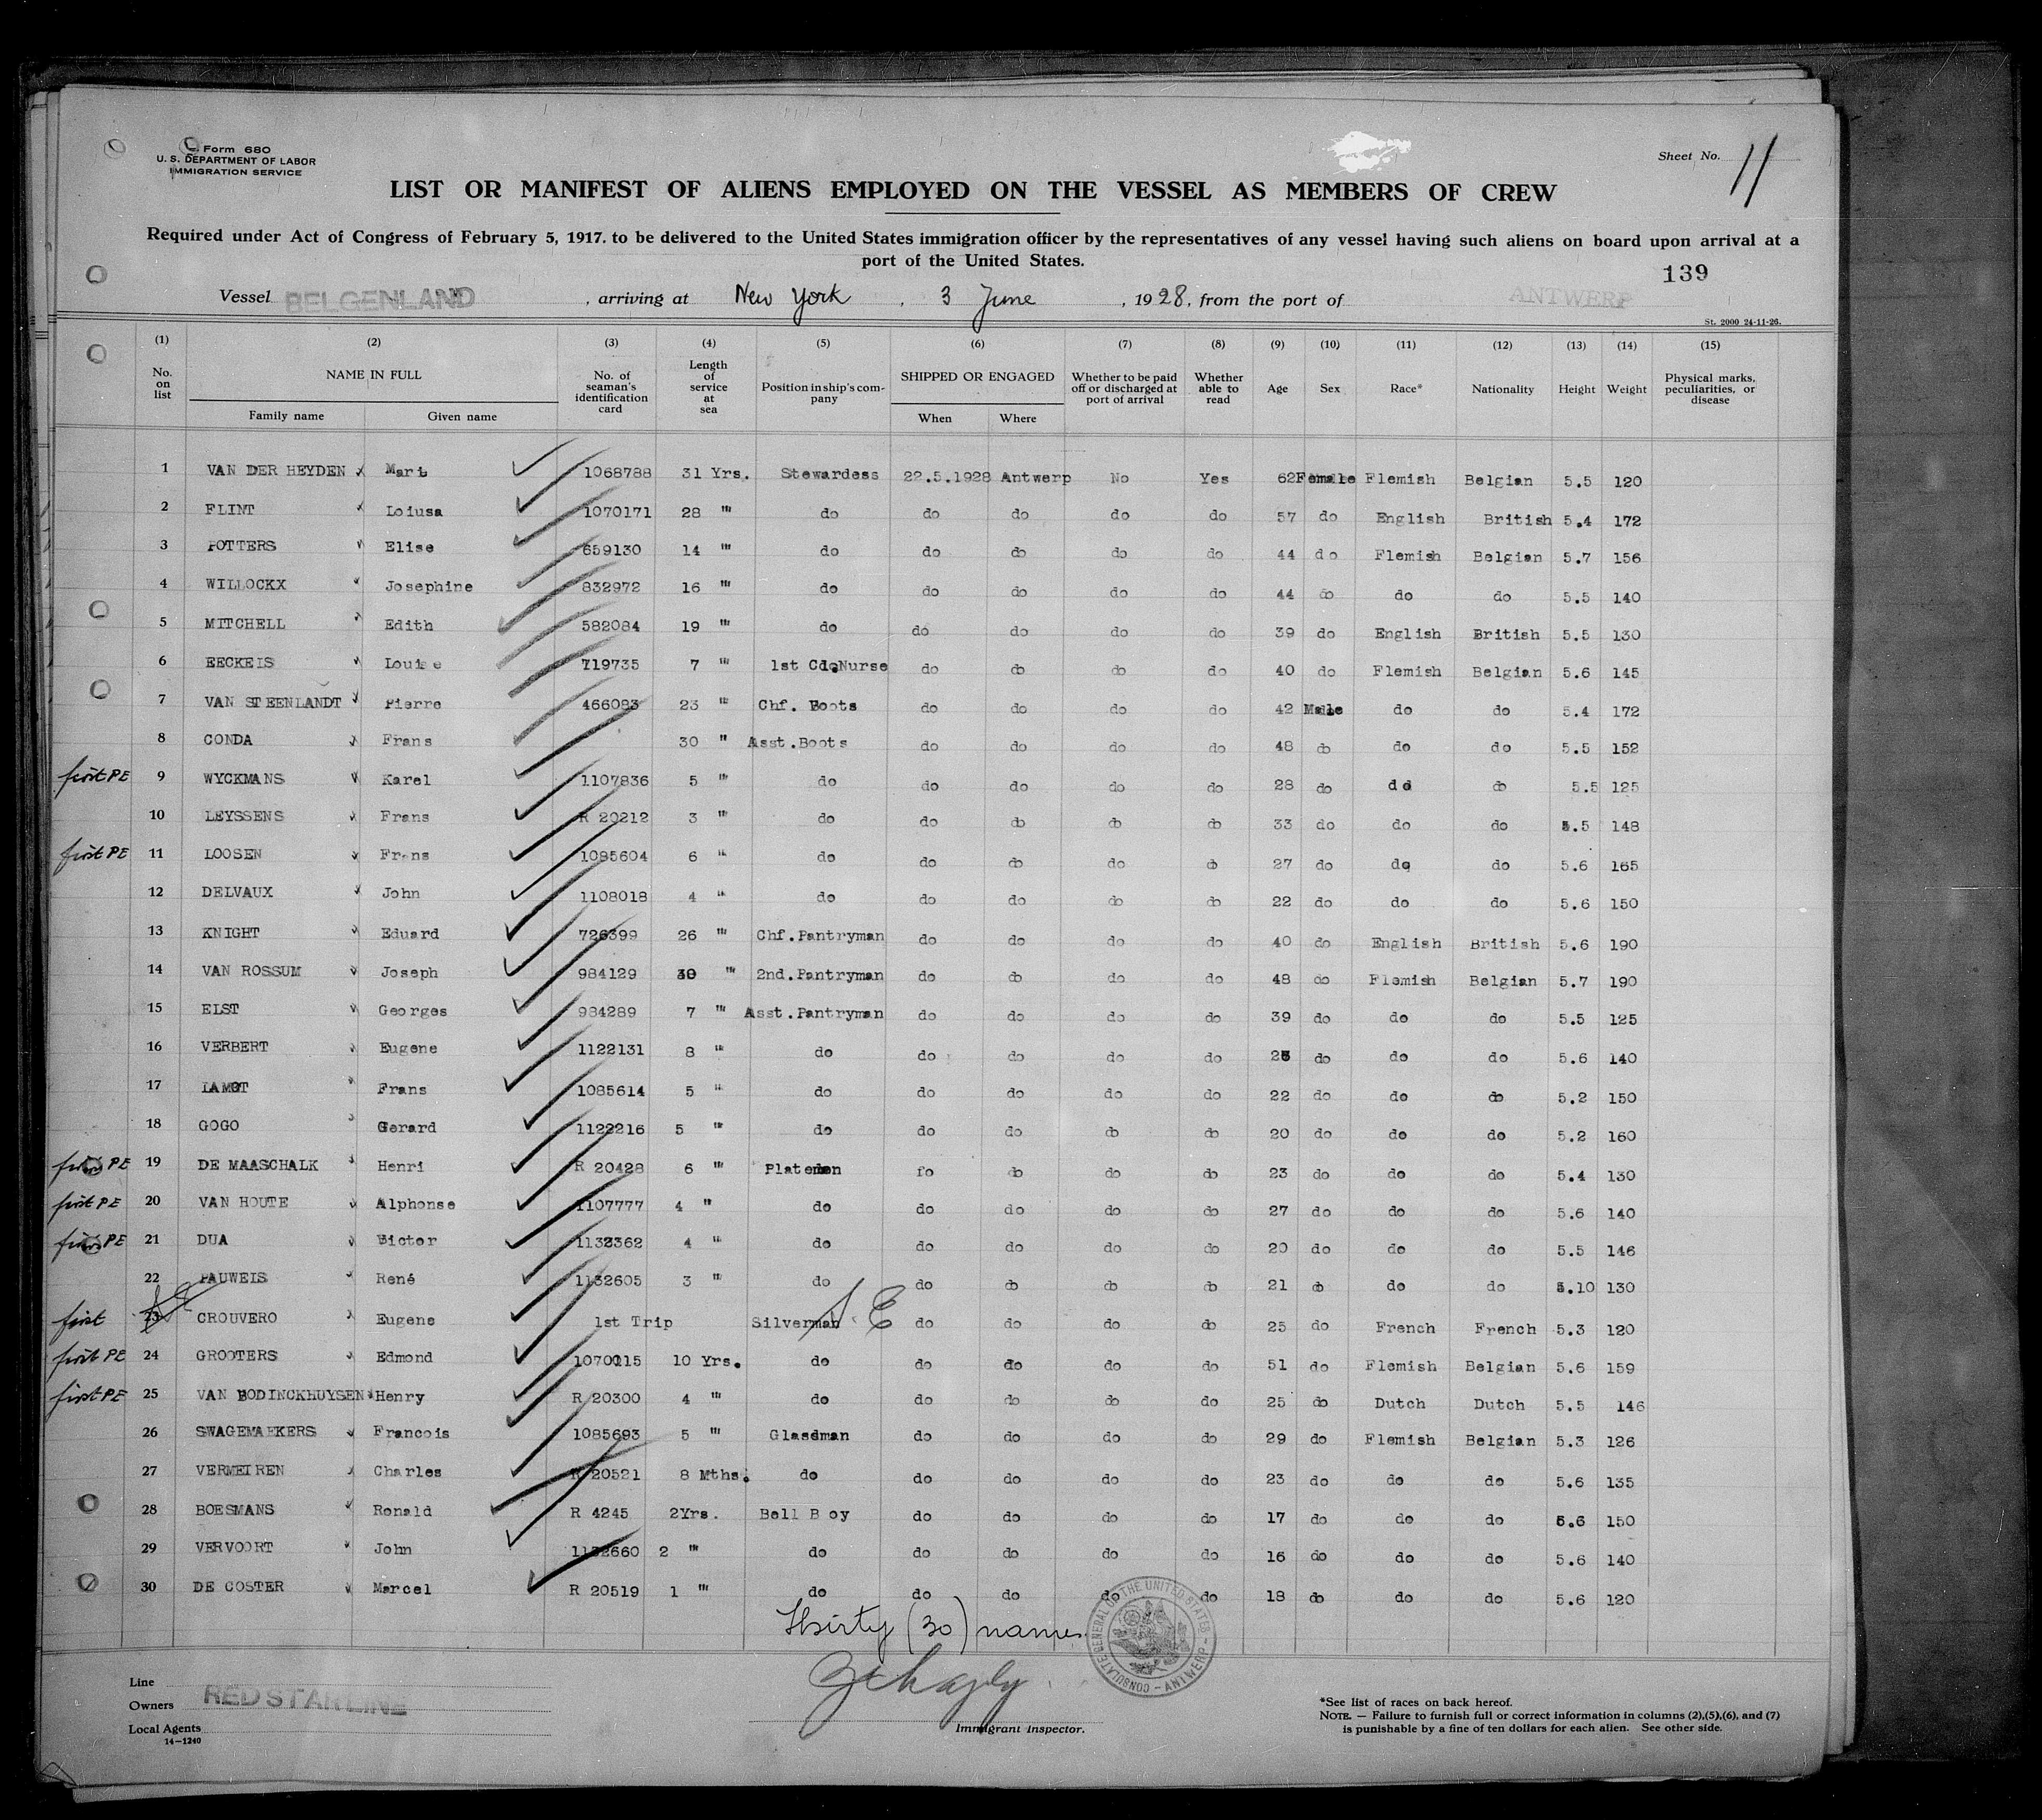 Form 680
U. S. DEPARTMENT OF LABOR
IMMIGRATION SERVICE
Sheet No. 11
LIST OR MANIFEST OF ALIENS EMPLOYED ON THE VESSEL AS MEMBERS OF CREW
Required under Act of Congress of February 5, 1917. to be delivered to the United States immigration officer by the representatives of any vessel having such aliens on board upon arrival at a
port of the United States.
139
Vessel BELGENLAND , arriving at New York , 3 June , 1928, from the port of ANTWERP
St. 2000 24-11-26.
(1) (2) (3) (4) (5) (6) (7) (8) (9) (10) (11) (12) (13) (14) (15)
No. on list NAME IN FULL Family name Given name No. of seaman's identification card Length of service at sea Position in ship's company SHIPPED OR ENGAGED When Where Whether to be paid off or discharged at port of arrival Whether able to read Age Sex Race* Nationality Height Weight Physical marks, peculiarities, or disease
1 VAN DER HEYDEN 1068788 31 Yrs. Stewardess 22.5.1928 Antwerp No Yes 62 Female Flemish Belgian 5.5 120
2 FLINT Loiusa 1070171 28 " do do do do do 57 do English British 5.4 172
3 POTTERS Elise 659130 14 " do do do do do 44 do Flemish Belgian 5.7 156
4 WILLOCKX Josephine 832972 16 " do do do do do 44 do do do 5.5 140
5 MITCHELL Edith 582084 19 " do do do do do 39 do English British 5.5 130
6 EECKEIS Louise 719735 7 " 1st Nurse do do do do 40 do Flemish Belgian 5.6 145
7 VAN STEENLANDT Pierre 466083 23 " Chf. Boots do do do do 42 Male do do 5.4 172
8 CONDA Frans 30 " Asst.Boots do do do do 48 do do do 5.5 152
first PE 9 WYCKMANS Karel 1107836 5 " do do do do do 28 do do do 5.5 125
10 LEYSSENS Frans R 20212 3 " do do do do do 33 do do do 5.5 148
first PE 11 LOOSEN Frans 1085604 6 " do do do do do 27 do do do 5.6 165
12 DELVAUX John 1108018 4 " do do do do do 22 do do do 5.6 150
13 KNIGHT Eduard 726399 26 " Chf.Pantryman do do do do 40 do English British 5.6 190
14 VAN ROSSUM Joseph 984129 30 " 2nd.Pantryman do do do do 48 do Flemish Belgian 5.7 190
15 ELST Georges 984289 7 " Asst.Pantryman do do do do 39 do do do 5.5 125
16 VERBERT Eugene 1122131 8 " do do do do do do do do 5.6 140
17 LAMOT Frans 1085614 5 " do do do do do 22 do do do 5.2 150
18 GOGO Gerard 1122216 5 " do do do do do 20 do do do 5.2 160
first PE 19 DE MAASCHALK Henri R 20428 6 " Plateman fo do do do 23 do do do 5.4 130
first PE 20 VAN HOUTE Alphonse 1107777 4 " do do do do do 27 do do do 5.6 140
first PE 21 DUA Victor 1132362 4 " do do do do do 20 do do do 5.5 146
22 PAUWEIS René 1132605 3 " do do do do do 21 do do do 5.10 130
first 23 CROUVERO Eugene 1st Trip Silverman do do do do 25 do French French 5.3 120
first PE 24 GROOTERS Edmond 1070115 10 Yrs. do do do do do 51 do Flemish Belgian 5.6 159
first PE 25 VAN BODINCKHUYSEN Henry R 20300 4 " do do do do do 25 do Dutch Dutch 5.5 146
26 SWAGEMAEKERS Francois 1085693 5 " Glassman do do do do 29 do Flemish Belgian 5.3 126
27 VERMEIREN Charles R 20521 8 Mths. do do do do do 23 do do do 5.6 135
28 BOESMANS Ronald R 4245 2Yrs. Bell Boy do do do do 17 do do do 5.6 150
29 VERVOORT John 1132660 2 " do do do do do 16 do do do 5.6 140
30 DE COSTER Marcel R 20519 1 " do do do do do 18 do do do 5.6 120
Thirty (30) names
CONSULATE GENERAL OF THE UNITED STATES - ANTWERP -
Line
Owners RED STAR LINE
Local Agents
14-1240
Immigrant inspector.
*See list of races on back hereof.
NOTE. — Failure to furnish full or correct information in columns (2),(5),(6), and (7)
is punishable by a fine of ten dollars for each alien. See other side.